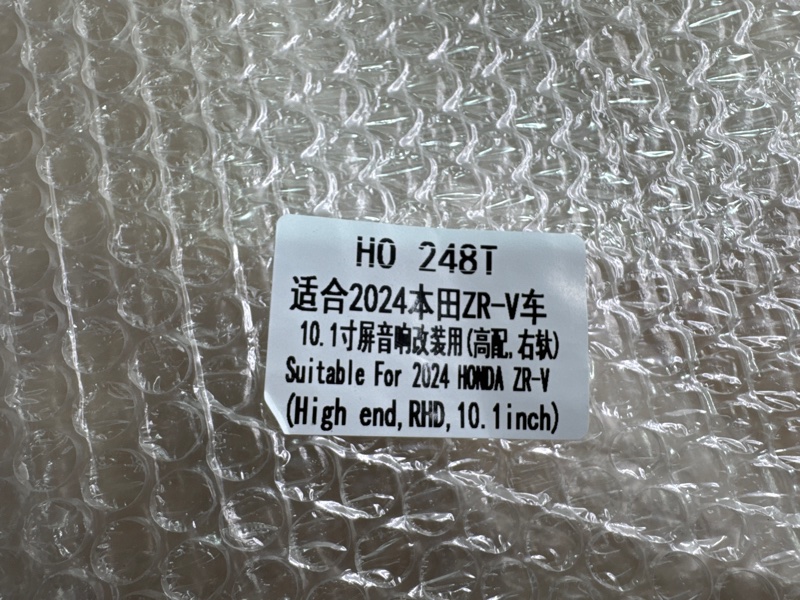 HO 248T
适合2024本田ZR-V车
10.1寸屏音响改装用(高配,右软)
Suitable For 2024 HONDA ZR-V
(High end,RHD,10.1inch)